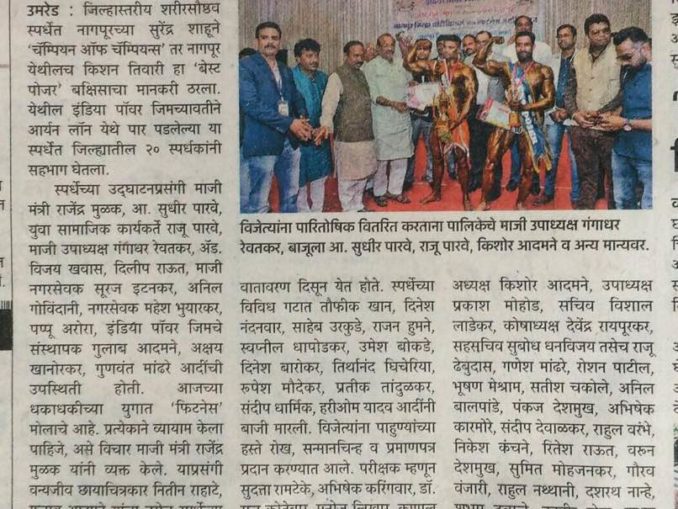 उमरेड : जिल्हास्तरीय शरीरसौष्ठव
स्पर्धेत नागपूरच्या सुरेंद्र शाहूने
'चॅम्पियन ऑफ चॅम्पियन्स' तर नागपूर
येथीलच किशन तिवारी हा 'बेस्ट
पोजर' बक्षिसाचा मानकरी ठरला.
येथील इंडिया पॉवर जिमच्यावतीने
आर्यन लॉन येथे पार पडलेल्या या
स्पर्धेत जिल्ह्यातील २० स्पर्धकांनी
सहभाग घेतला.
स्पर्धेच्या उद्घाटनप्रसंगी माजी
मंत्री राजेंद्र मुळक, आ. सुधीर पारवे,
युवा सामाजिक कार्यकर्ते राजू पारवे,
माजी उपाध्यक्ष गंगाधर रेवतकर, ॲड.
विजय खवास, दिलीप राऊत, माजी
नगरसेवक सूरज इटनकर, अनिल
गोविंदानी, नगरसेवक महेश भुयारकर,
पप्पू अरोरा, इंडिया पॉवर जिमचे
संस्थापक गुलाब आदमने, अक्षय
खानोरकर, गुणवंत मांढरे आदींची
उपस्थिती होती. आजच्या
धकाधकीच्या युगात 'फिटनेस'
मोलाचे आहे. प्रत्येकाने व्यायाम केला
पाहिजे, असे विचार माजी मंत्री राजेंद्र
मुळक यांनी व्यक्त केले. याप्रसंगी
वन्यजीव छायाचित्रकार नितीन राहाटे,
विजेत्यांना पारितोषिक वितरित करताना पालिकेचे माजी उपाध्यक्ष गंगाधर
रेवतकर, बाजूला आ. सुधीर पारवे, राजू पारवे, किशोर आदमने व अन्य मान्यवर.
वातावरण दिसून येत होते. स्पर्धेच्या
विविध गटात तौफीक खान, दिनेश
नंदनवार, साहेब उरकुडे, राजन हुमने,
स्वप्नील धापोडकर, उमेश बोकडे,
दिनेश बारोकर, तिर्थानंद घिचेरिया,
रुपेश मौदेकर, प्रतीक तांदुळकर,
संदीप धार्मिक, हरीओम यादव आदींनी
बाजी मारली. विजेत्यांना पाहुण्यांच्या
हस्ते रोख, सन्मानचिन्ह व प्रमाणपत्र
प्रदान करण्यात आले. परीक्षक म्हणून
सुदत्ता रामटेके, अभिषेक करिंगवार, डॉ.
अध्यक्ष किशोर आदमने, उपाध्यक्ष
प्रकाश मोहोड, सचिव विशाल
लाडेकर, कोषाध्यक्ष देवेंद्र रायपूरकर,
सहसचिव सुबोध धनविजय तसेच राजू
ढेबुदास, गणेश मांढरे, रोशन पाटील,
भूषण मेश्राम, सतीश चकोले, अनिल
बालपांडे, पंकज देशमुख, अभिषेक
कारमोरे, संदीप देवाळकर, राहुल वरंभे,
निकेश कंचने, रितेश राऊत, वरून
देशमुख, सुमित मोहजनकर, गौरव
वंजारी, राहुल नथ्थानी, दशरथ नान्हे,